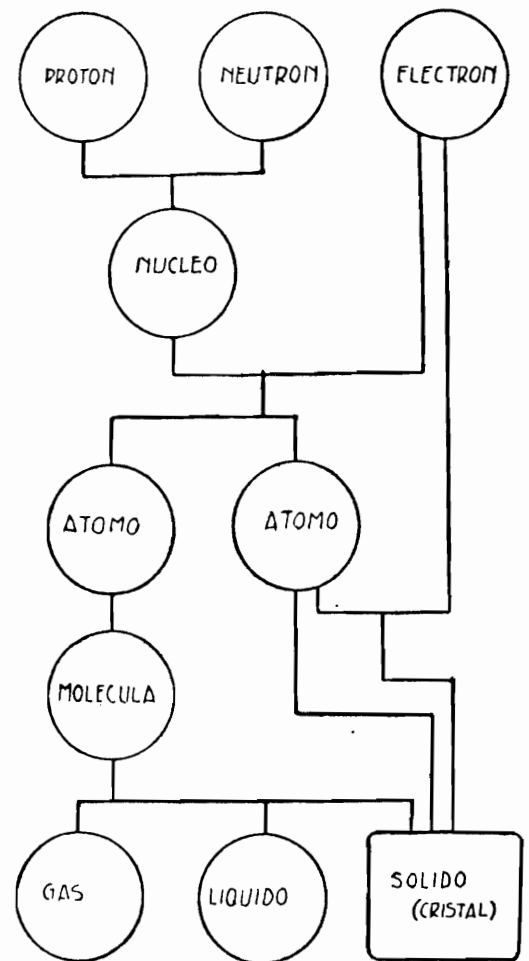 PROTON
NEUTRON
ELECTRON
NUCLEO
ATOMO
ATOMO
MOLECULA
GAS
LIQUIDO
SOLIDO
(CRISTAL)